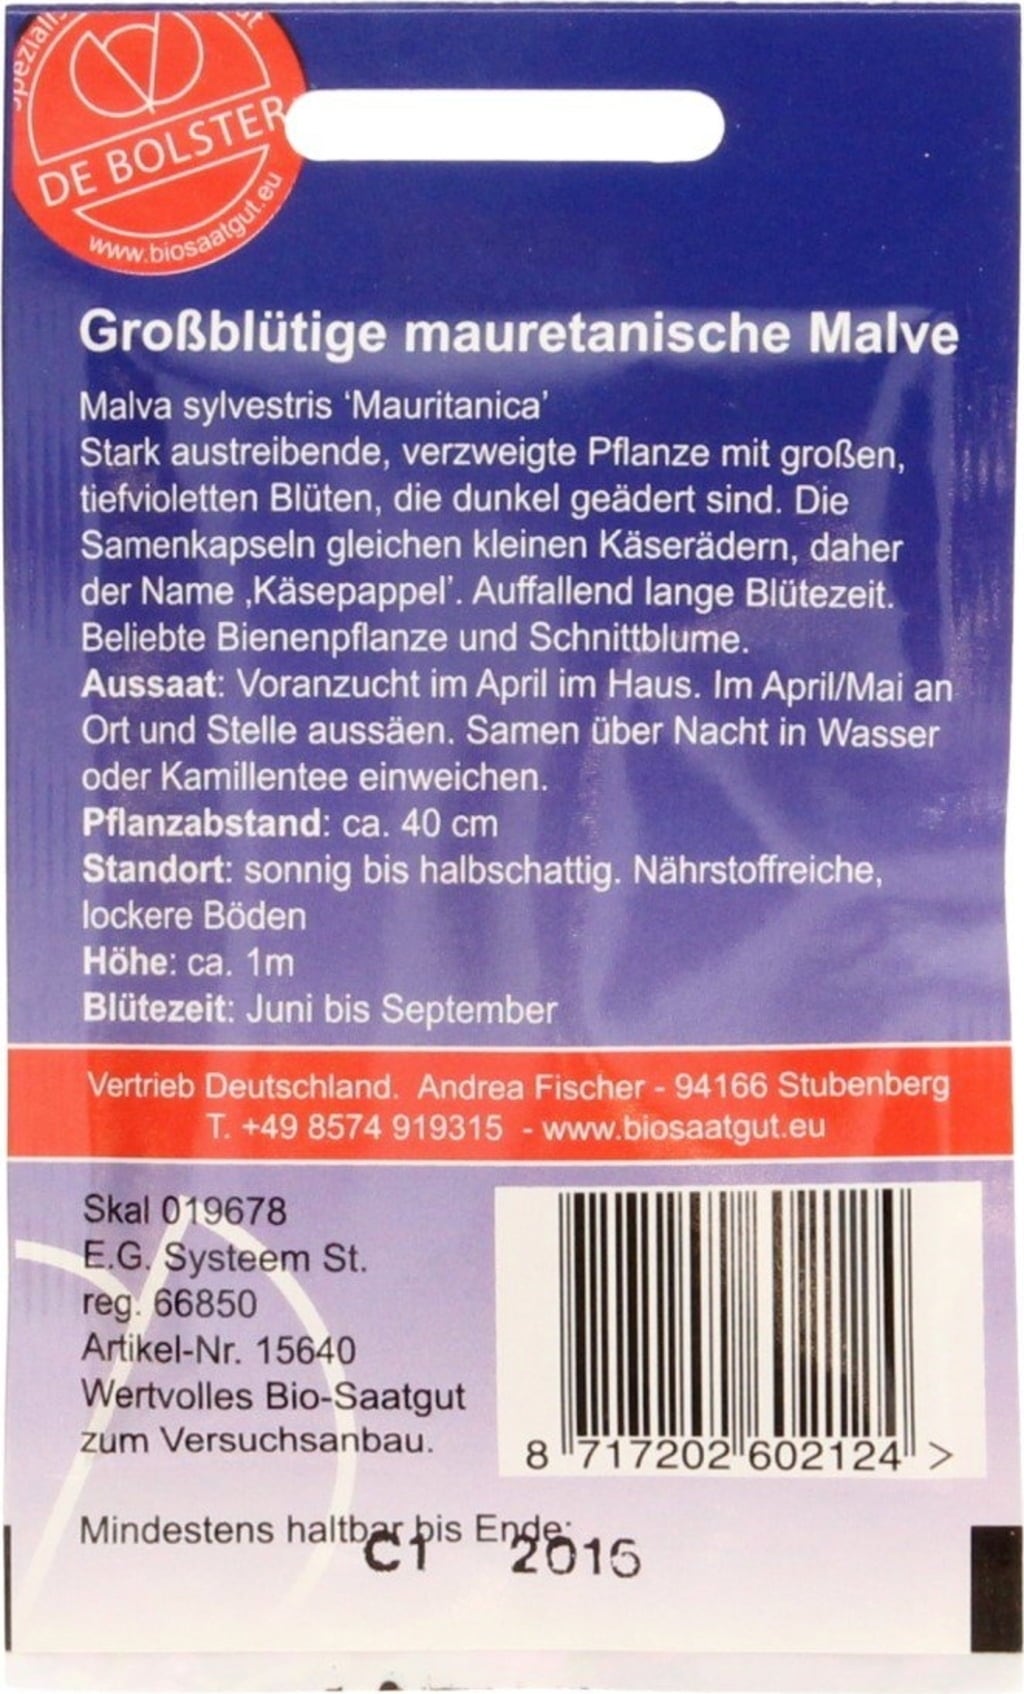 DE BOLSTER
www.biosaatgut.eu
Großblütige mauretanische Malve
Malva sylvestris ‘Mauritanica’
Stark austreibende, verzweigte Pflanze mit großen,
tiefvioletten Blüten, die dunkel geädert sind. Die
Samenkapseln gleichen kleinen Käserädern, daher
der Name ‚Käsepappel’. Auffallend lange Blütezeit.
Beliebte Bienenpflanze und Schnittblume.
Aussaat: Voranzucht im April im Haus. Im April/Mai an
Ort und Stelle aussäen. Samen über Nacht in Wasser
oder Kamillentee einweichen.
Pflanzabstand: ca. 40 cm
Standort: sonnig bis halbschattig. Nährstoffreiche,
lockere Böden
Höhe: ca. 1m
Blütezeit: Juni bis September
Vertrieb Deutschland. Andrea Fischer - 94166 Stubenberg
T. +49 8574 919315 - www.biosaatgut.eu
Skal 019678
E.G. Systeem St.
reg. 66850
Artikel-Nr. 15640
Wertvolles Bio-Saatgut
zum Versuchsanbau.
8 717202 602124 >
Mindestens haltbar bis Ende:
C1 2016